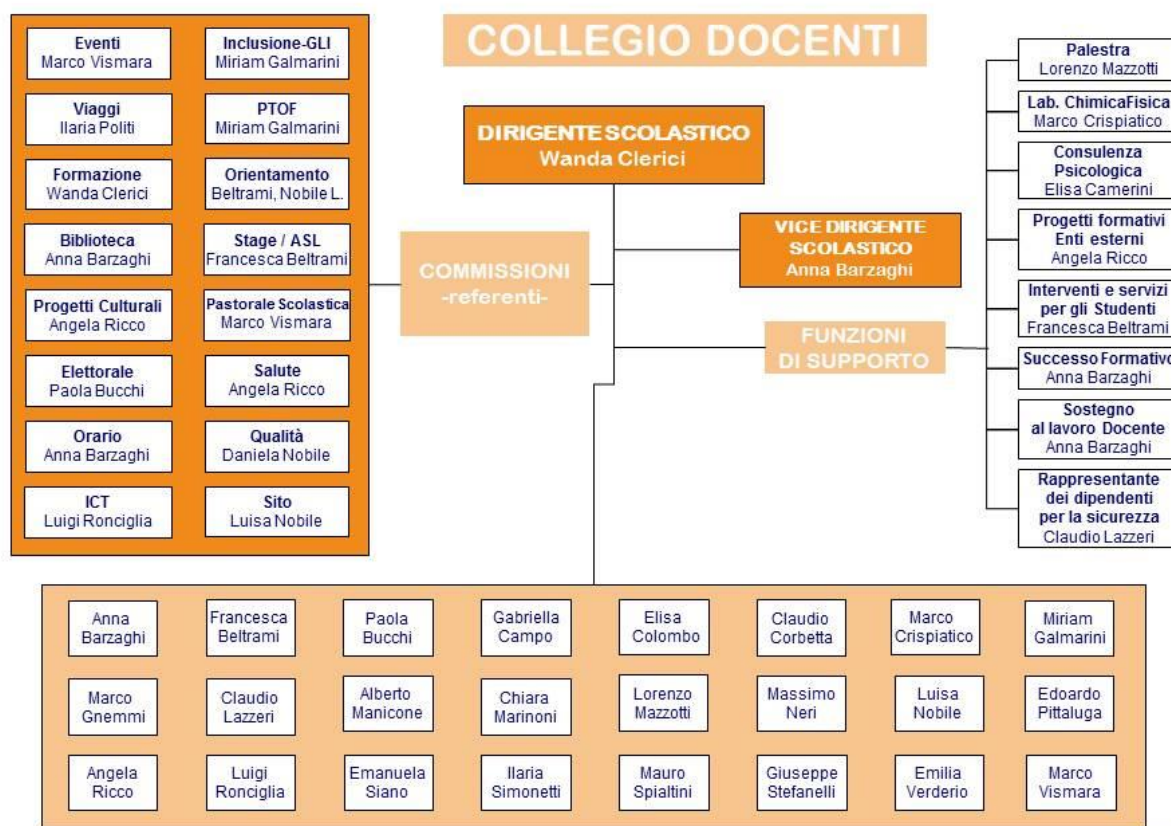 COLLEGIO DOCENTI
DIRIGENTE SCOLASTICO
Wanda Clerici
VICE DIRIGENTE
SCOLASTICO
Anna Barzaghi
COMMISSIONI
-referenti-
FUNZIONI
DI SUPPORTO
Eventi
Marco Vismara
Inclusione-GLI
Miriam Galmarini
Viaggi
Ilaria Politi
PTOF
Miriam Galmarini
Formazione
Wanda Clerici
Orientamento
Beltrami, Nobile L.
Biblioteca
Anna Barzaghi
Stage / ASL
Francesca Beltrami
Progetti Culturali
Angela Ricco
Pastorale Scolastica
Marco Vismara
Elettorale
Paola Bucchi
Salute
Angela Ricco
Orario
Anna Barzaghi
Qualità
Daniela Nobile
ICT
Luigi Ronciglia
Sito
Luisa Nobile
Palestra
Lorenzo Mazzotti
Lab. ChimicaFisica
Marco Crispiatico
Consulenza
Psicologica
Elisa Camerini
Progetti formativi
Enti esterni
Angela Ricco
Interventi e servizi
per gli Studenti
Francesca Beltrami
Successo Formativo
Anna Barzaghi
Sostegno
al lavoro Docente
Anna Barzaghi
Rappresentante
dei dipendenti
per la sicurezza
Claudio Lazzeri
Anna
Barzaghi
Francesca
Beltrami
Paola
Bucchi
Gabriella
Campo
Elisa
Colombo
Claudio
Corbetta
Marco
Crispiatico
Miriam
Galmarini
Marco
Gnemmi
Claudio
Lazzeri
Alberto
Manicone
Chiara
Marinoni
Lorenzo
Mazzotti
Massimo
Neri
Luisa
Nobile
Edoardo
Pittaluga
Angela
Ricco
Luigi
Ronciglia
Emanuela
Siano
Ilaria
Simonetti
Mauro
Spialtini
Giuseppe
Stefanelli
Emilia
Verderio
Marco
Vismara